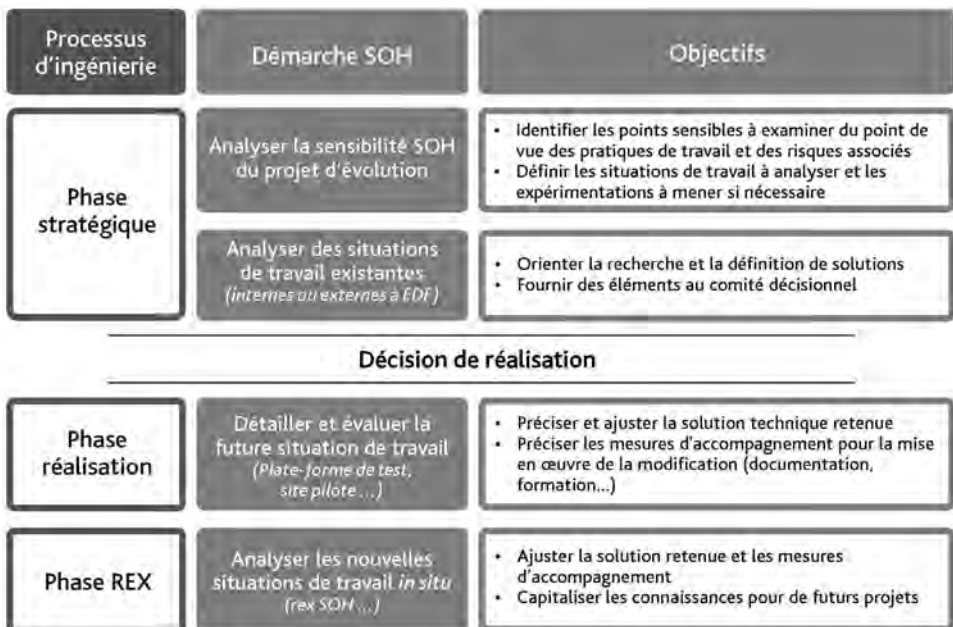 Processus
d'ingénierie
Démarche SOH
Objectifs
Phase
stratégique
Analyser la sensibilité SOH
du projet d'évolution
• Identifier les points sensibles à examiner du point de
vue des pratiques de travail et des risques associés
• Définir les situations de travail à analyser et les
expérimentations à mener si nécessaire
Analyser des situations
de travail existantes
(internes ou externes à EDF)
• Orienter la recherche et la définition de solutions
• Fournir des éléments au comité décisionnel
Décision de réalisation
Phase
réalisation
Détailler et évaluer la
future situation de travail
(Plate-forme de test,
site pilote ...)
• Préciser et ajuster la solution technique retenue
• Préciser les mesures d'accompagnement pour la mise
en œuvre de la modification (documentation,
formation...)
Phase REX
Analyser les nouvelles
situations de travail in situ
(rex SOH ...)
• Ajuster la solution retenue et les mesures
d'accompagnement
• Capitaliser les connaissances pour de futurs projets